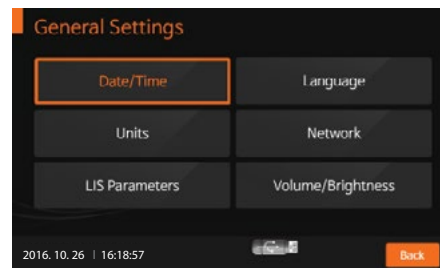 General Settings
Date/Time
Language
Units
Network
LIS Parameters
Volume/Brightness
2016. 10. 26 | 16:18:57
Back